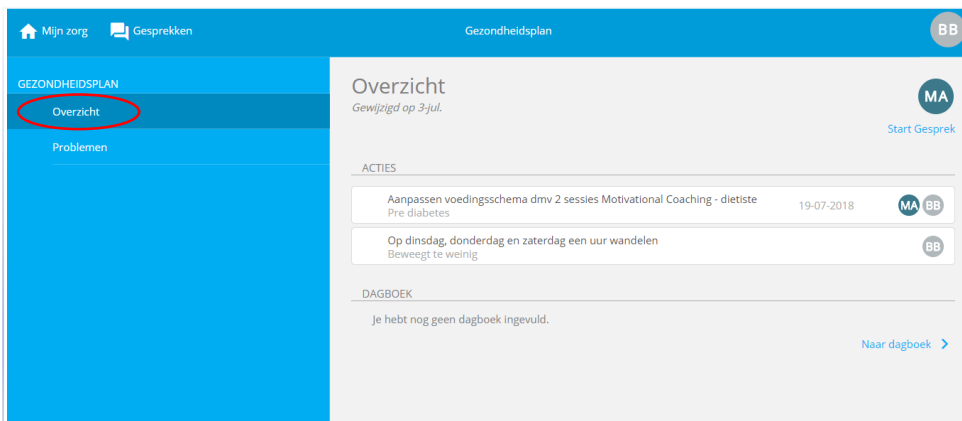 Mijn zorg
Gesprekken
Gezondheidsplan
BB
GEZONDHEIDSPLAN
Overzicht
Problemen
Overzicht
Gewijzigd op 3-jul.
MA
Start Gesprek
ACTIES
Aanpassen voedingsschema dmv 2 sessies Motivational Coaching - dietiste
Pre diabetes
19-07-2018
MA BB
Op dinsdag, donderdag en zaterdag een uur wandelen
Beweegt te weinig
BB
DAGBOEK
Je hebt nog geen dagboek ingevuld.
Naar dagboek